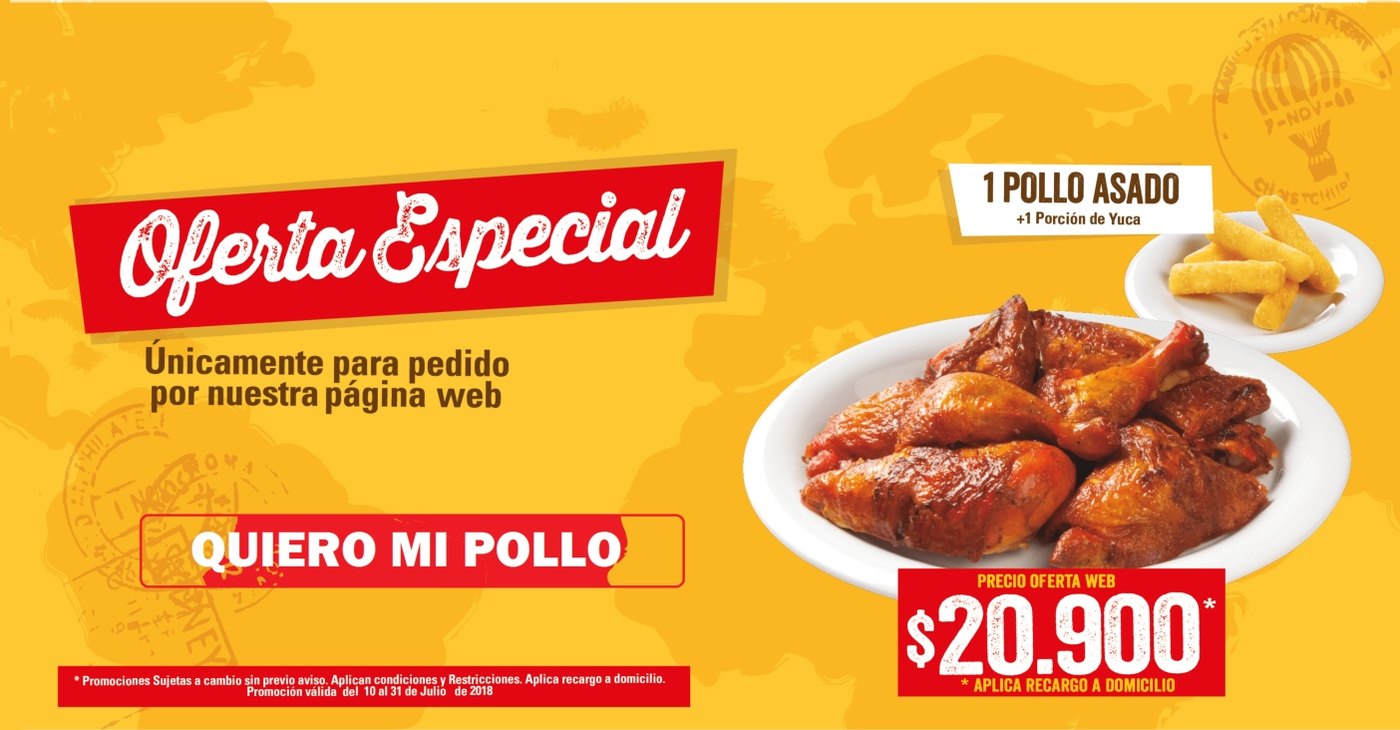 Oferta Especial
Únicamente para pedido
por nuestra página web
QUIERO MI POLLO
* Promociones Sujetas a cambio sin previo aviso. Aplican condiciones y Restricciones. Aplica recargo a domicilio.
Promoción válida del 10 al 31 de Julio de 2018
1 POLLO ASADO
+1 Porción de Yuca
PRECIO OFERTA WEB
$20.900*
* APLICA RECARGO A DOMICILIO
7-NOV-